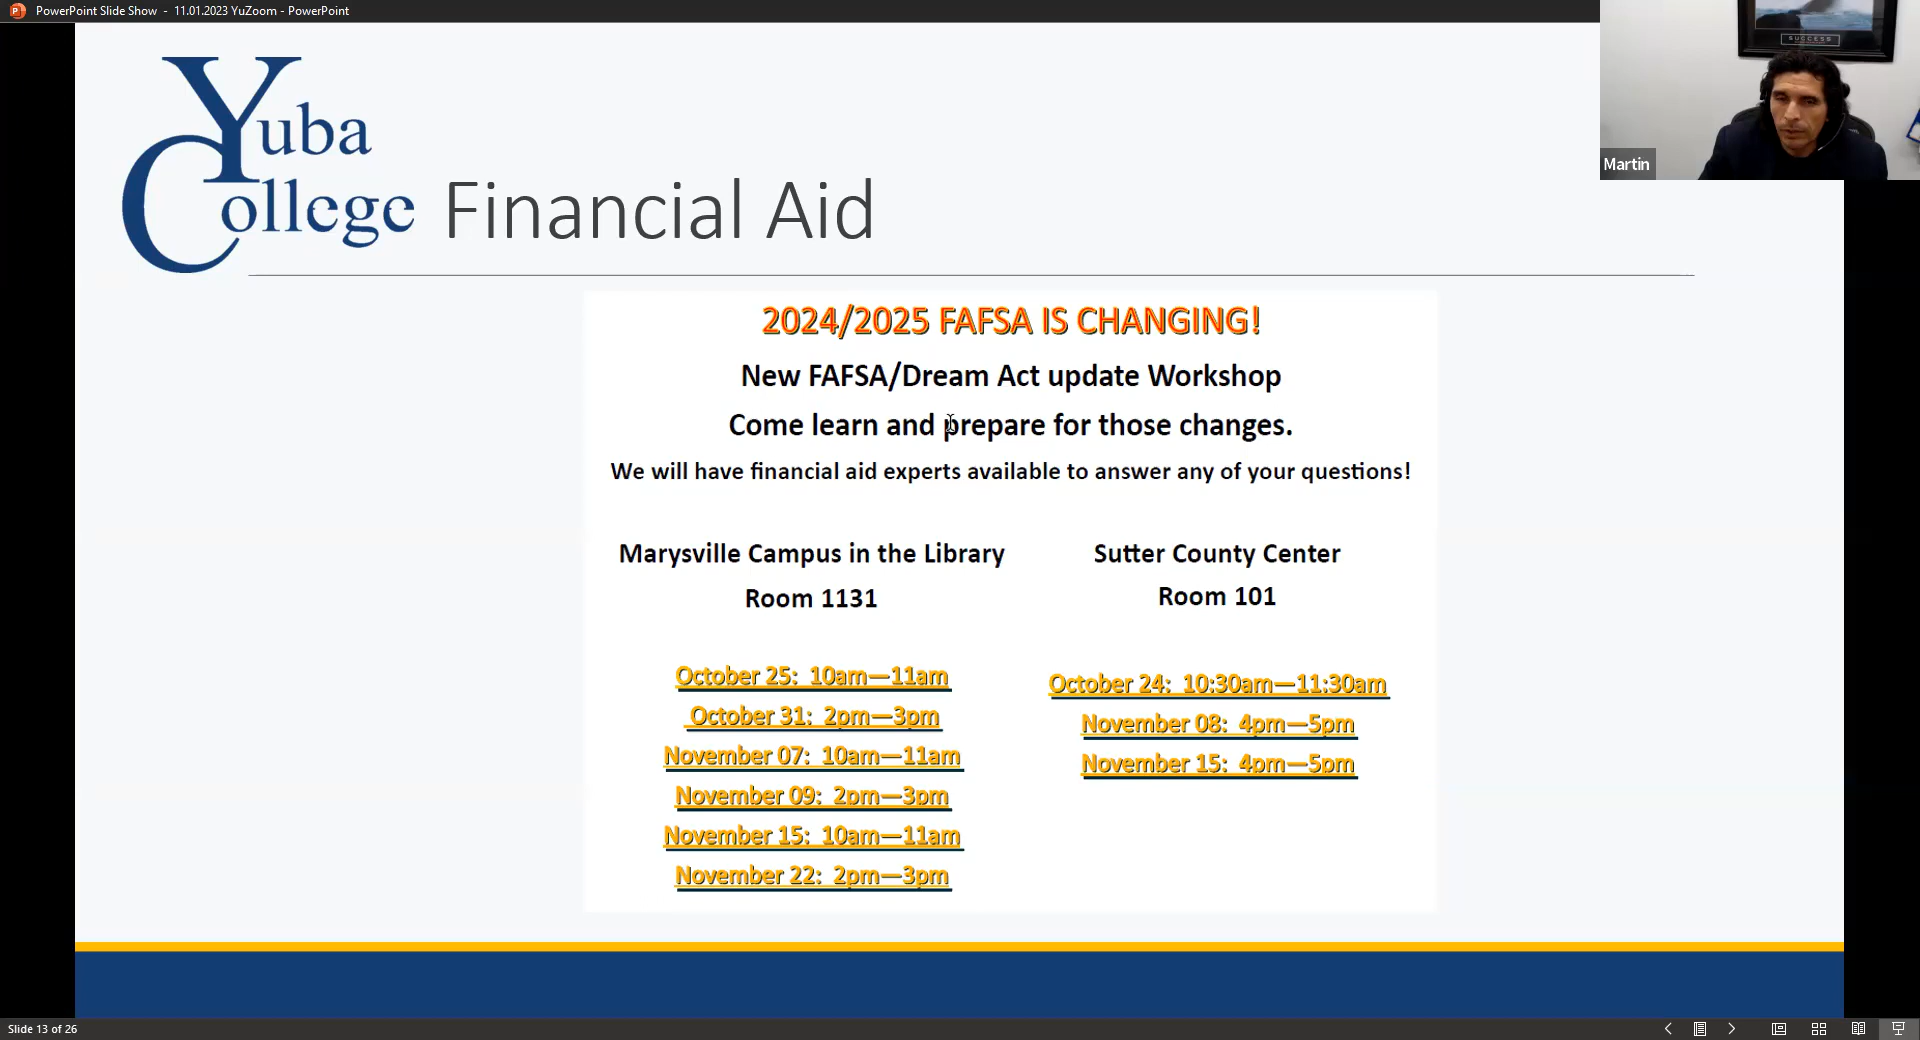 PowerPoint Slide Show - 11.01.2023 YuZoom - PowerPoint
SUCCESS
Martin
Yuba
College
Financial Aid
2024/2025 FAFSA IS CHANGING!
New FAFSA/Dream Act update Workshop
Come learn and prepare for those changes.
We will have financial aid experts available to answer any of your questions!
Marysville Campus in the Library
Room 1131
October 25: 10am—11am
October 31: 2pm—3pm
November 07: 10am—11am
November 09: 2pm—3pm
November 15: 10am—11am
November 22: 2pm—3pm
Sutter County Center
Room 101
October 24: 10:30am—11:30am
November 08: 4pm—5pm
November 15: 4pm—5pm
Slide 13 of 26